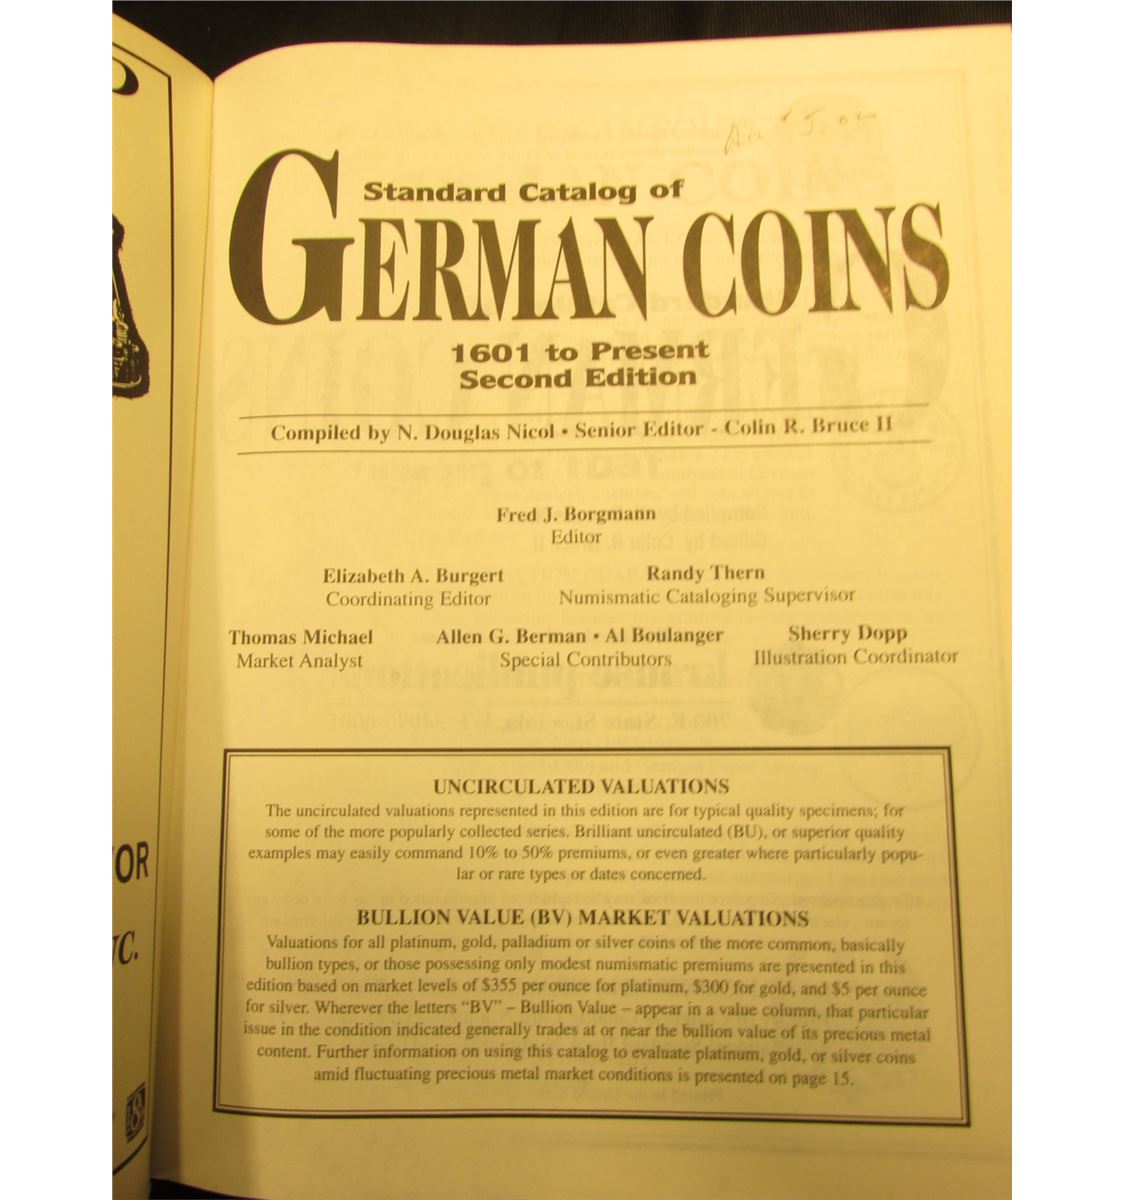 Standard Catalog of
GERMAN COINS
1601 to Present
Second Edition
Compiled by N. Douglas Nicol • Senior Editor - Colin R. Bruce II
Fred J. Borgmann
Editor
Elizabeth A. Burgert
Coordinating Editor
Randy Thern
Numismatic Cataloging Supervisor
Thomas Michael
Market Analyst
Allen G. Berman • Al Boulanger
Special Contributors
Sherry Dopp
Illustration Coordinator
UNCIRCULATED VALUATIONS
The uncirculated valuations represented in this edition are for typical quality specimens; for
some of the more popularly collected series. Brilliant uncirculated (BU), or superior quality
examples may easily command 10% to 50% premiums, or even greater where particularly popu-
lar or rare types or dates concerned.
BULLION VALUE (BV) MARKET VALUATIONS
Valuations for all platinum, gold, palladium or silver coins of the more common, basically
bullion types, or those possessing only modest numismatic premiums are presented in this
edition based on market levels of $355 per ounce for platinum, $300 for gold, and $5 per ounce
for silver. Wherever the letters “BV” – Bullion Value – appear in a value column, that particular
issue in the condition indicated generally trades at or near the bullion value of its precious metal
content. Further information on using this catalog to evaluate platinum, gold, or silver coins
amid fluctuating precious metal market conditions is presented on page 15.